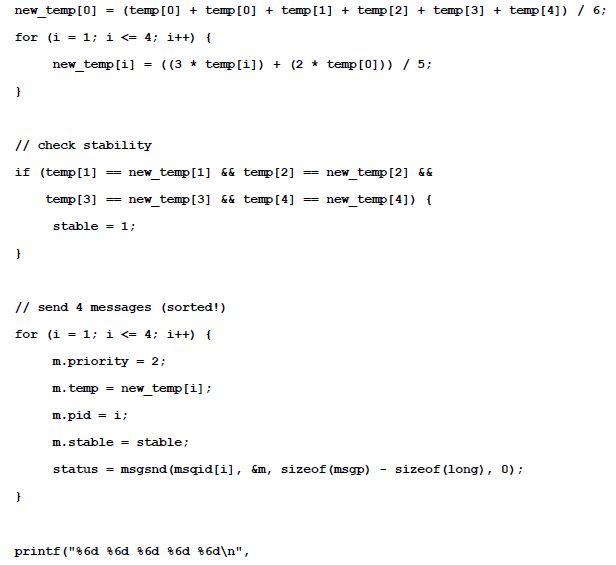 new_temp[0] = (temp[0] + temp[0] + temp[1] + temp[2] + temp[3] + temp[4]) / 6;
for (i = 1; i <= 4; i++) {
new_temp[i] = ((3 * temp[i]) + (2 * temp[0])) / 5;
}
// check stability
if (temp[1] == new_temp[1] && temp[2] == new_temp[2] &&
temp[3] == new_temp[3] && temp[4] == new_temp[4]) {
stable = 1;
}
// send 4 messages (sorted!)
for (i = 1; i <= 4; i++) {
m.priority = 2;
m.temp = new_temp[i];
m.pid = i;
m.stable = stable;
status = msgsnd(msqid[i], &m, sizeof(msgp) - sizeof(long), 0);
}
printf("%6d %6d %6d %6d %6d\n",